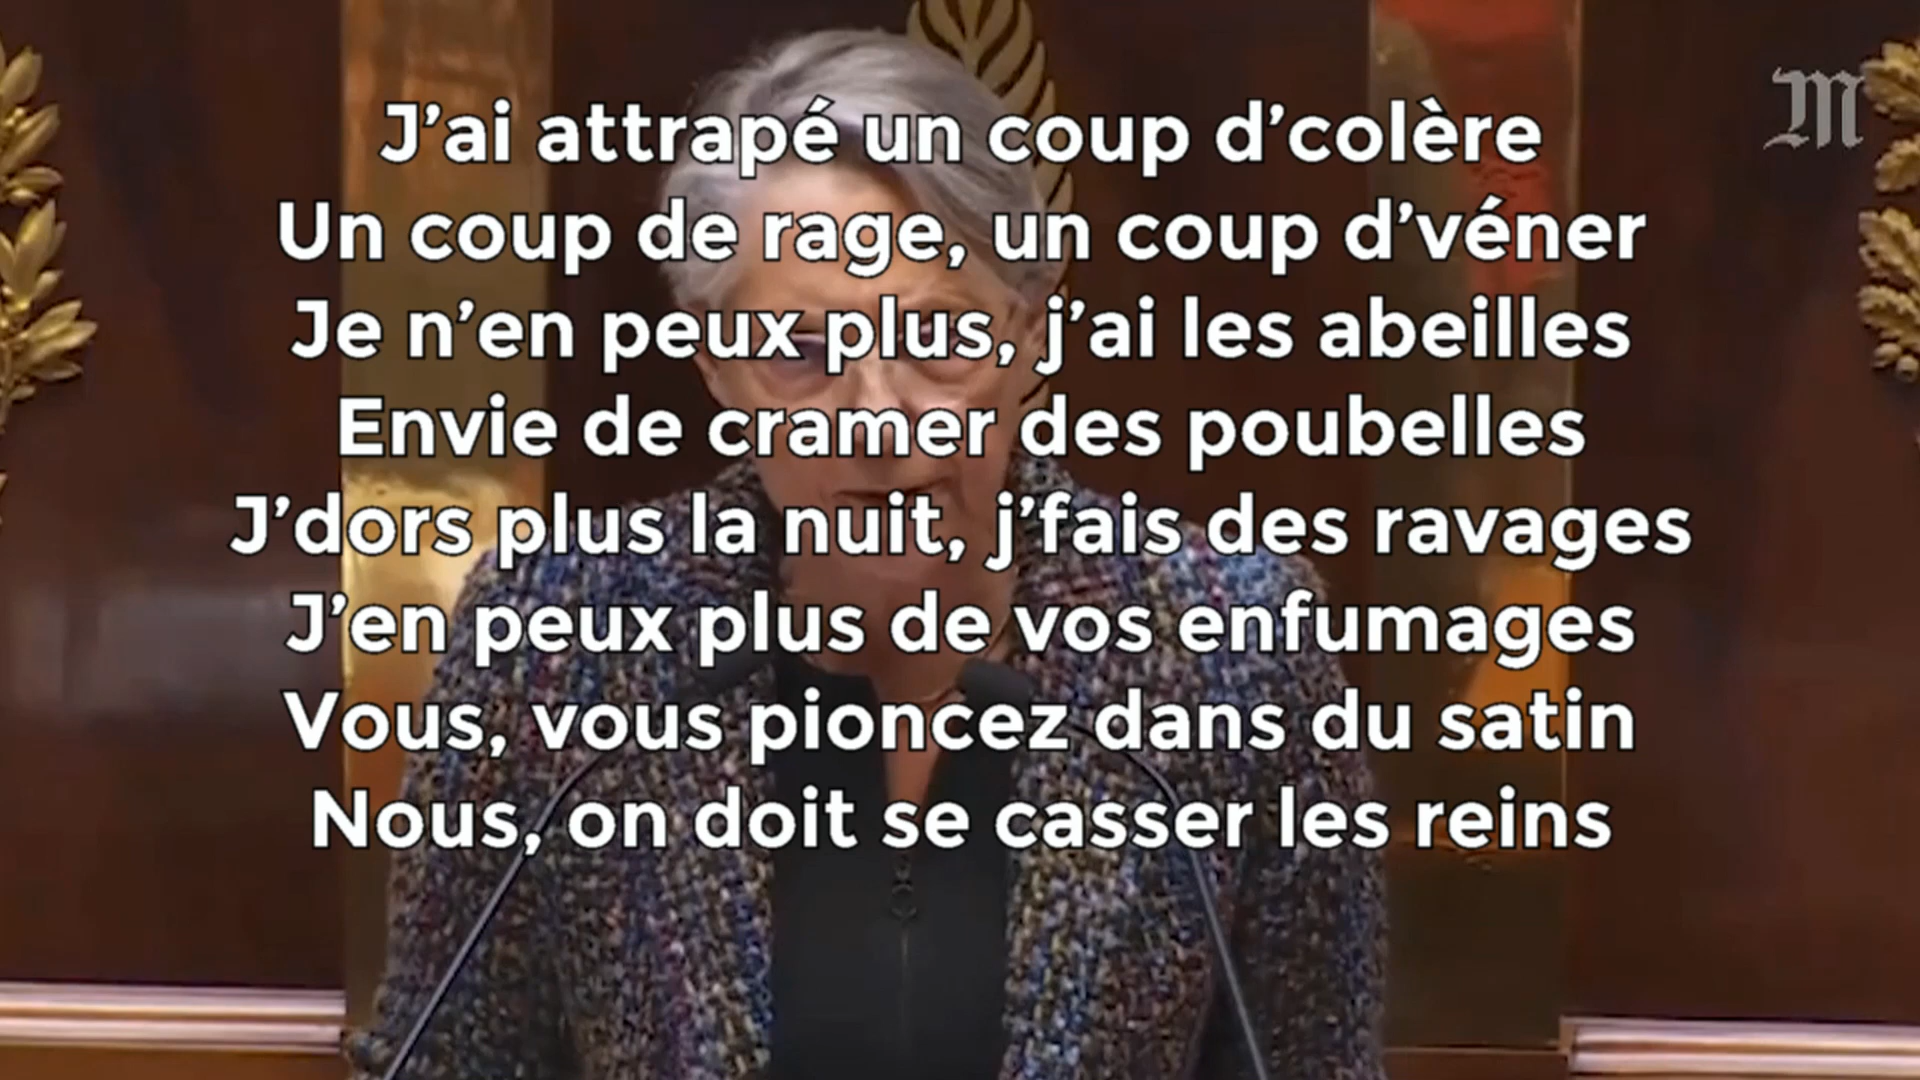 M
J’ai attrapé un coup d’colère
Un coup de rage, un coup d’véner
Je n’en peux plus, j’ai les abeilles
Envie de cramer des poubelles
J’dors plus la nuit, j’fais des ravages
J’en peux plus de vos enfumages
Vous, vous pioncez dans du satin
Nous, on doit se casser les reins